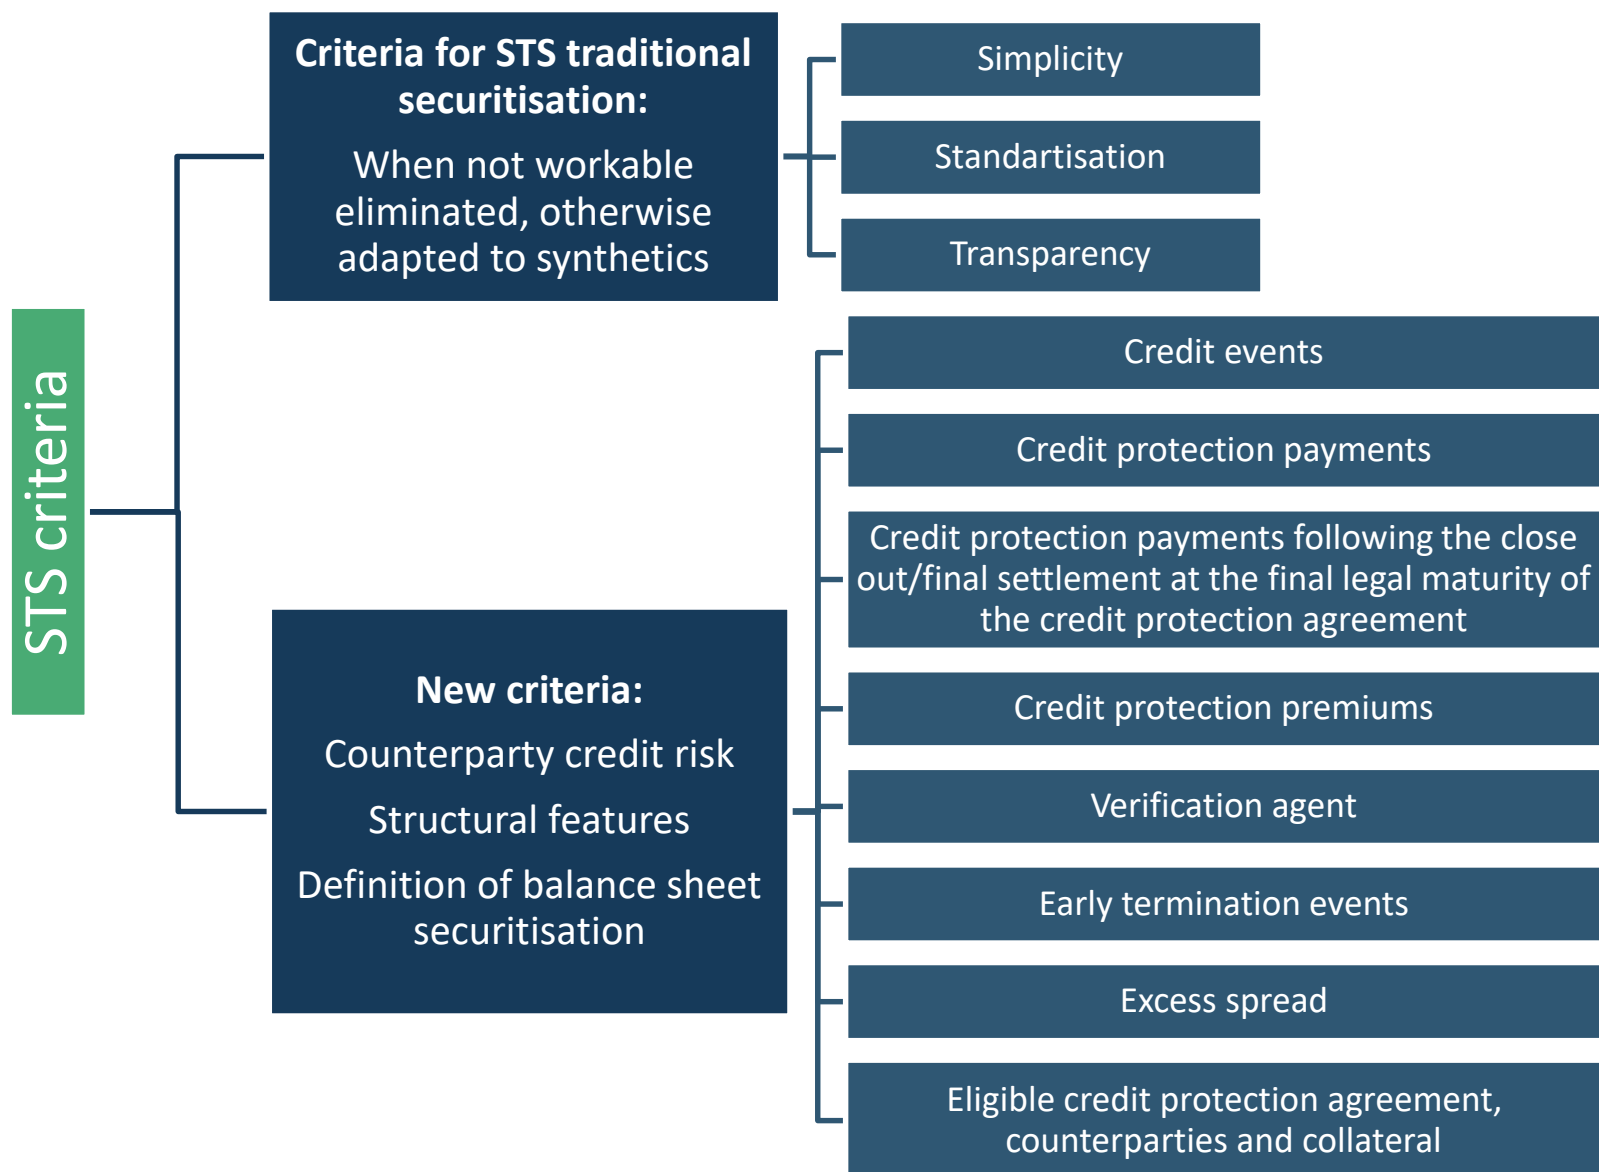 STS criteria
Criteria for STS traditional
securitisation:
When not workable
eliminated, otherwise
adapted to synthetics
Simplicity
Standartisation
Transparency
New criteria:
Counterparty credit risk
Structural features
Definition of balance sheet
securitisation
Credit events
Credit protection payments
Credit protection payments following the close
out/final settlement at the final legal maturity of
the credit protection agreement
Credit protection premiums
Verification agent
Early termination events
Excess spread
Eligible credit protection agreement,
counterparties and collateral